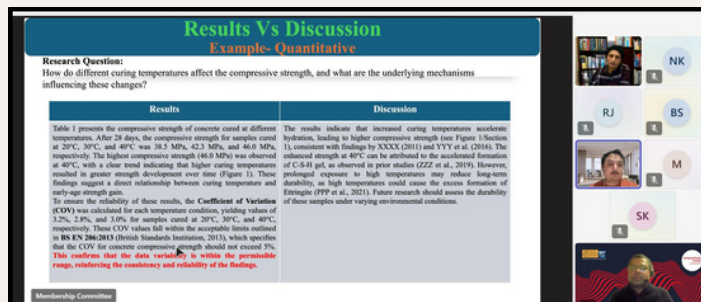 Results Vs Discussion
Example- Quantitative
Research Question:
How do different curing temperatures affect the compressive strength, and what are the underlying mechanisms
influencing these changes?
Results
Table 1 presents the compressive strength of concrete cured at different
temperatures. After 28 days, the compressive strength for samples cured
at 20°C, 30°C, and 40°C was 38.5 MPa, 42.3 MPa, and 46.0 MPa,
respectively. The highest compressive strength (46.0 MPa) was observed
at 40°C, with a clear trend indicating that higher curing temperatures
resulted in greater strength development over time (Figure 1). These
findings suggest a direct relationship between curing temperature and
early-age strength gain.
To ensure the reliability of these results, the Coefficient of Variation
(COV) was calculated for each temperature condition, yielding values of
3.2%, 2.8%, and 3.0% for samples cured at 20°C, 30°C, and 40°C,
respectively. These COV values fall within the acceptable limits outlined
in BS EN 206:2013 (British Standards Institution, 2013), which specifies
that the COV for concrete compressive strength should not exceed 5%.
This confirms that the data variability is within the permissible
range, reinforcing the consistency and reliability of the findings.
Discussion
The results indicate that increased curing temperatures accelerate
hydration, leading to higher compressive strength (see Figure 1/Section
1), consistent with findings by XXXX (2011) and YYY et al. (2016). The
enhanced strength at 40°C can be attributed to the accelerated formation
of C-S-H gel, as observed in prior studies (ZZZ et al., 2019). However,
prolonged exposure to high temperatures may reduce long-term
durability, as high temperatures could cause the excess formation of
Ettringite (PPP et al., 2021). Future research should assess the durability
of these samples under varying environmental conditions.
Membership Committee
NK
RJ
BS
M
SK